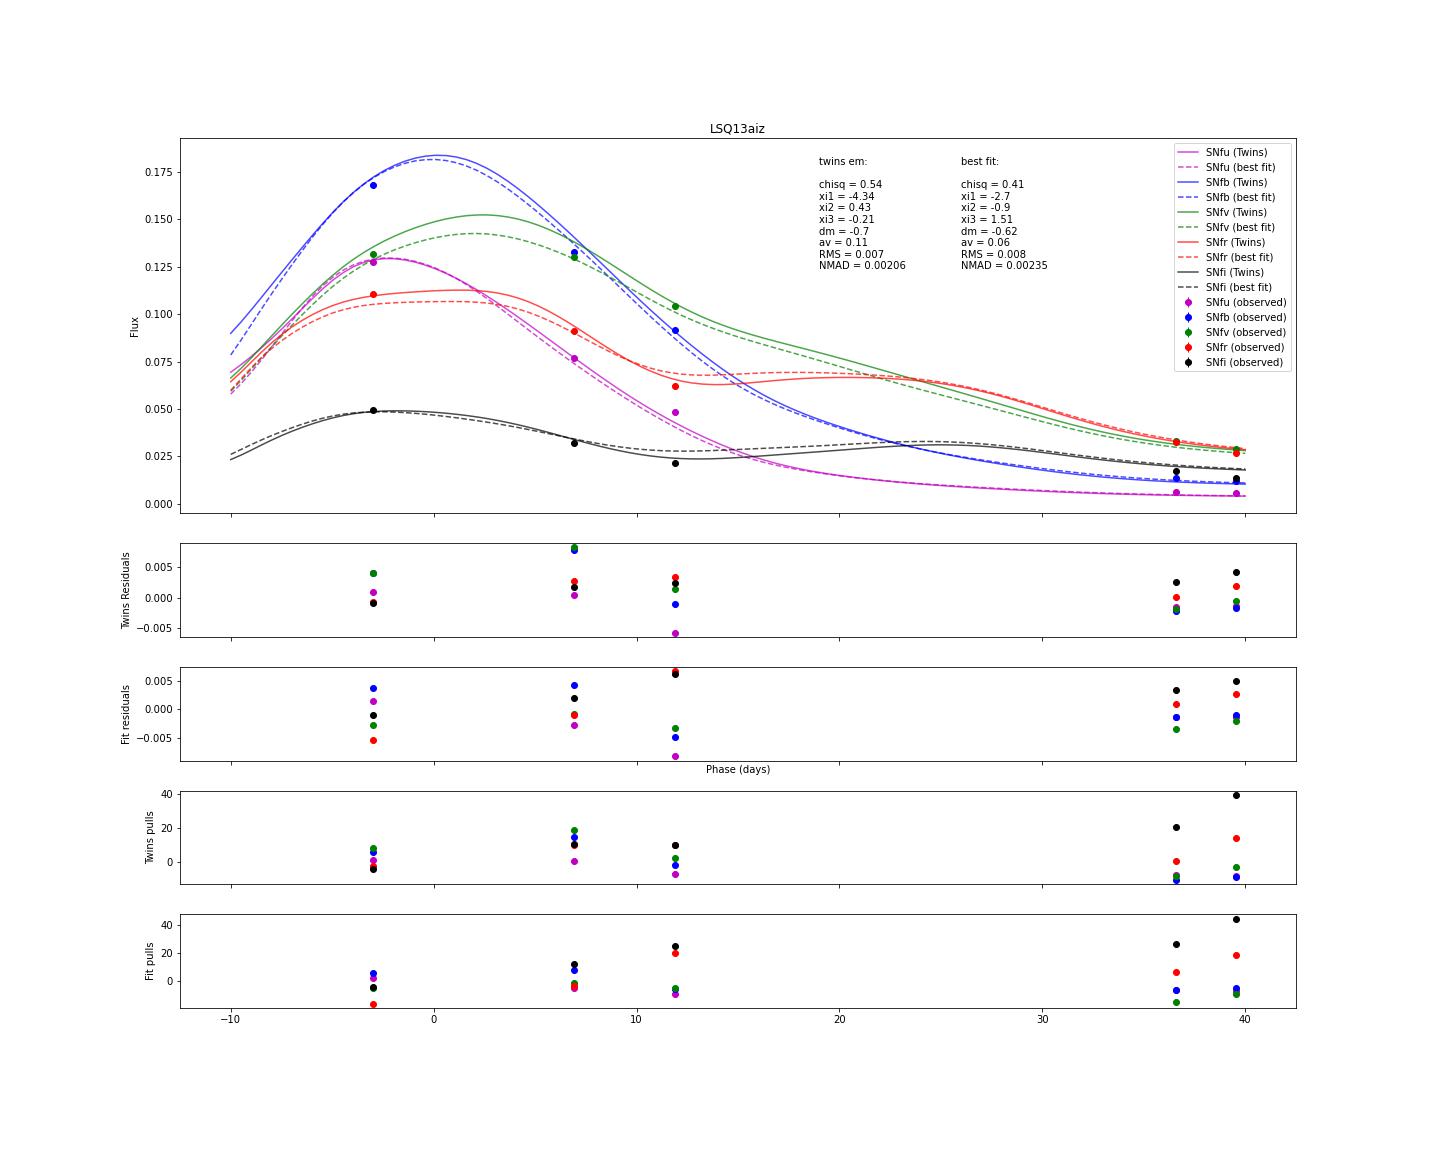 LSQ13aiz
Flux
0.175
0.150
0.125
0.100
0.075
0.050
0.025
0.000
twins em:
chisq = 0.54
xi1 = -4.34
xi2 = 0.43
xi3 = -0.21
dm = -0.7
av = 0.11
RMS = 0.007
NMAD = 0.00206
best fit:
chisq = 0.41
xi1 = -2.7
xi2 = -0.9
xi3 = 1.51
dm = -0.62
av = 0.06
RMS = 0.008
NMAD = 0.00235
SNfu (Twins)
SNfu (best fit)
SNfb (Twins)
SNfb (best fit)
SNfv (Twins)
SNfv (best fit)
SNfr (Twins)
SNfr (best fit)
SNfi (Twins)
SNfi (best fit)
SNfu (observed)
SNfb (observed)
SNfv (observed)
SNfr (observed)
SNfi (observed)
Twins Residuals
0.005
0.000
−0.005
Fit residuals
0.005
0.000
−0.005
Phase (days)
Twins pulls
40
20
0
Fit pulls
40
20
0
−10
0
10
20
30
40